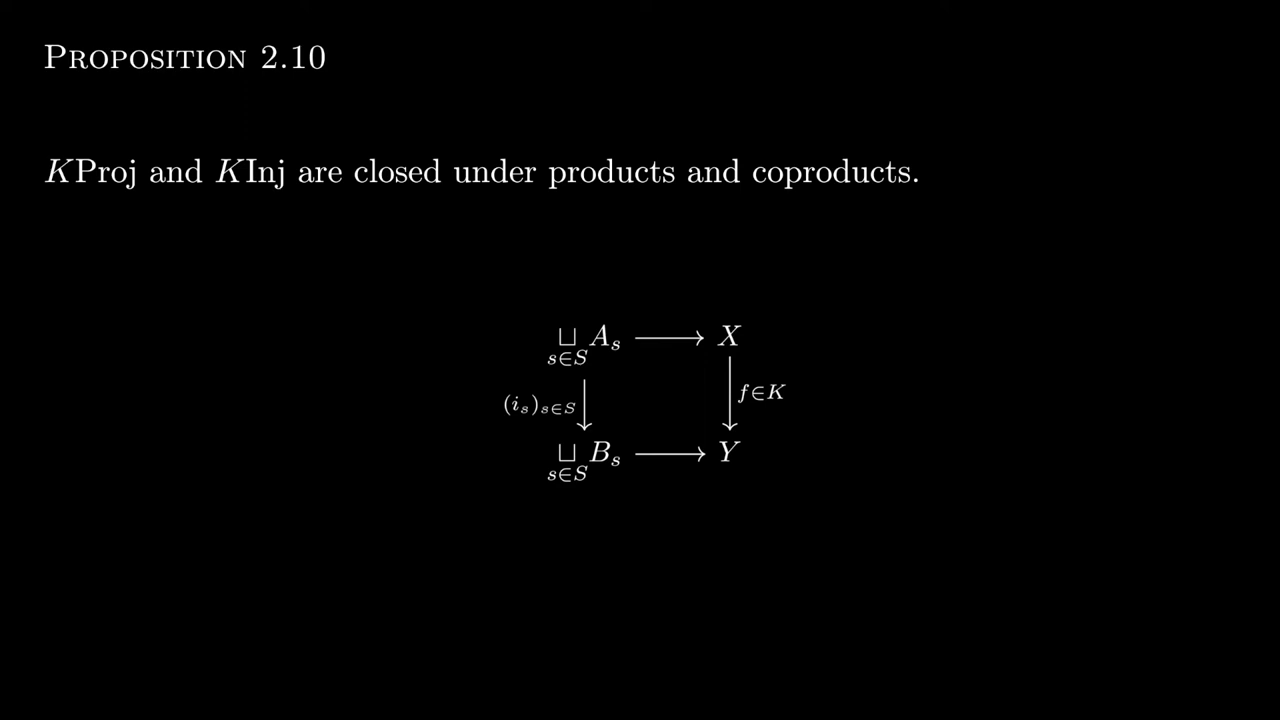 Proposition 2.10
KProj and KInj are closed under products and coproducts.
⊔ A_s ⟶ X
s∈S
(i_s)_{s∈S} f∈K
⊔ B_s ⟶ Y
s∈S